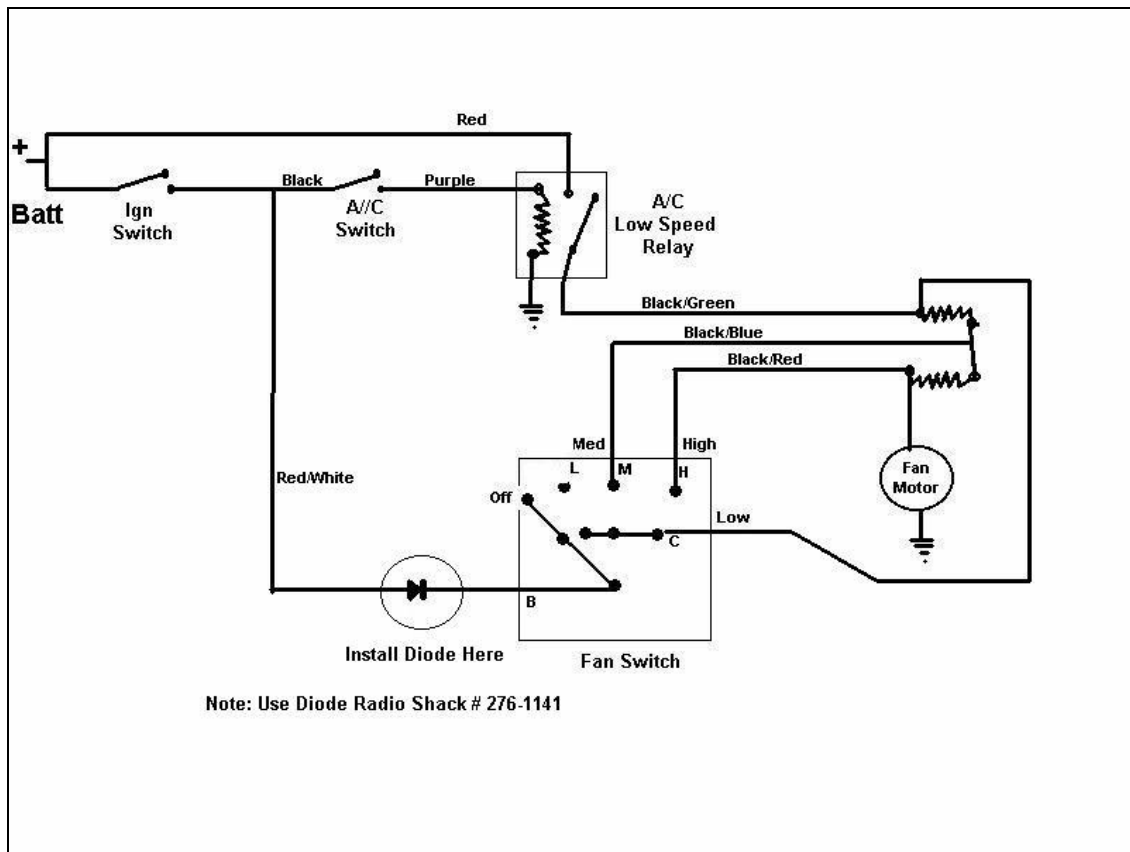 Red
+
Batt
Ign
Switch
Black
A//C
Switch
Purple
A/C
Low Speed
Relay
Black/Green
Black/Blue
Black/Red
Med
High
L
M
H
Off
Red/White
Fan
Motor
Low
C
B
Install Diode Here
Fan Switch
Note: Use Diode Radio Shack # 276-1141